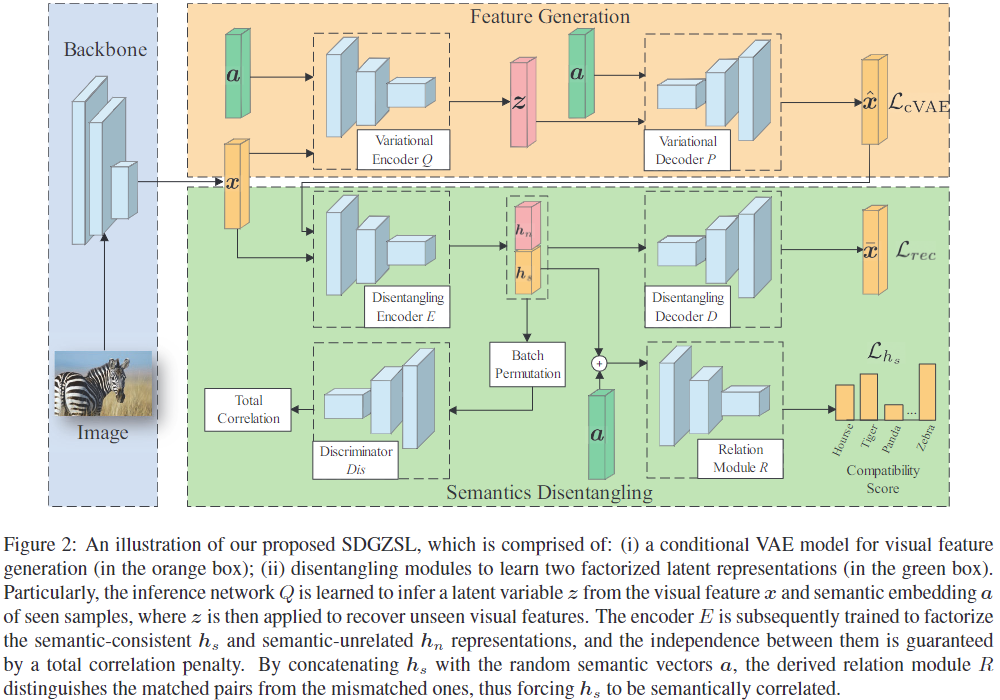 Feature Generation
Backbone
a
a
z
x̂
ℒcVAE
Variational
Encoder Q
Variational
Decoder P
x
hn
hs
x̄
ℒrec
Disentangling
Encoder E
Disentangling
Decoder D
Batch
Permutation
+
ℒhs
Total
Correlation
a
...
Hourse
Tiger
Panda
Zebra
Image
Discriminator
Dis
Relation
Module R
Compatibility
Score
Semantics Disentangling
Figure 2: An illustration of our proposed SDGZSL, which is comprised of: (i) a conditional VAE model for visual feature
generation (in the orange box); (ii) disentangling modules to learn two factorized latent representations (in the green box).
Particularly, the inference network Q is learned to infer a latent variable z from the visual feature x and semantic embedding a
of seen samples, where z is then applied to recover unseen visual features. The encoder E is subsequently trained to factorize
the semantic-consistent hs and semantic-unrelated hn representations, and the independence between them is guaranteed
by a total correlation penalty. By concatenating hs with the random semantic vectors a, the derived relation module R
distinguishes the matched pairs from the mismatched ones, thus forcing hs to be semantically correlated.